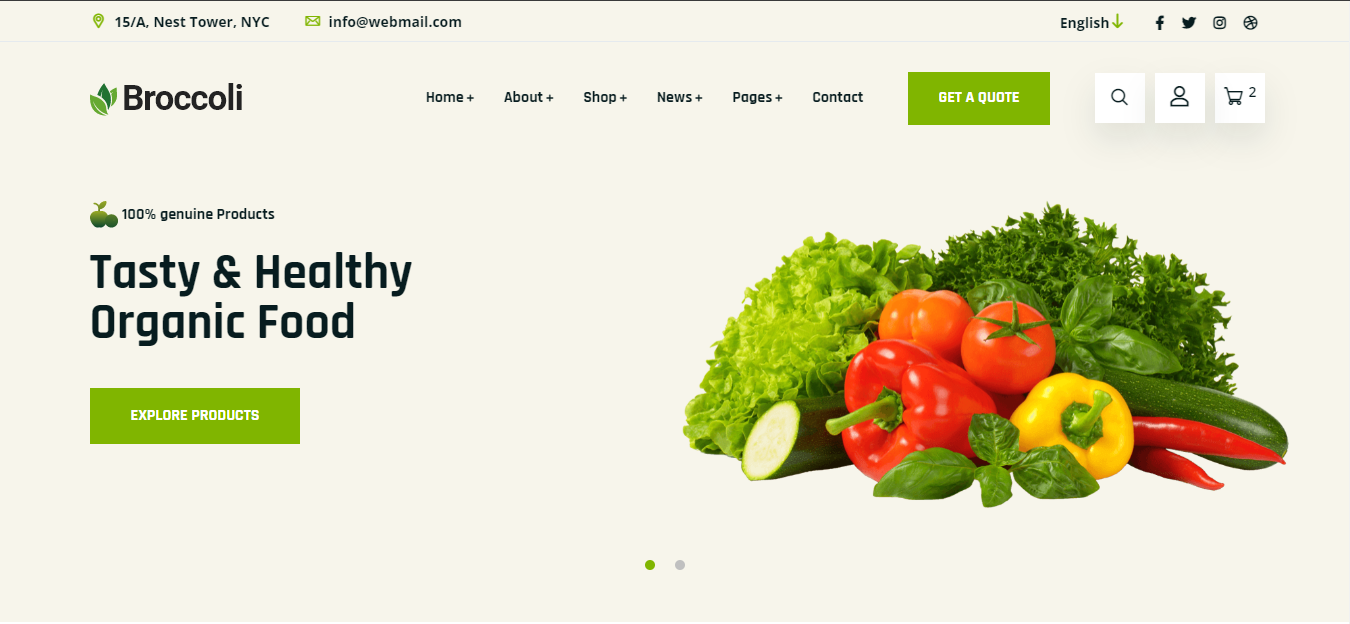 15/A, Nest Tower, NYC info@webmail.com English
Broccoli Home + About + Shop + News + Pages + Contact GET A QUOTE 2
100% genuine Products
Tasty & Healthy
Organic Food
EXPLORE PRODUCTS